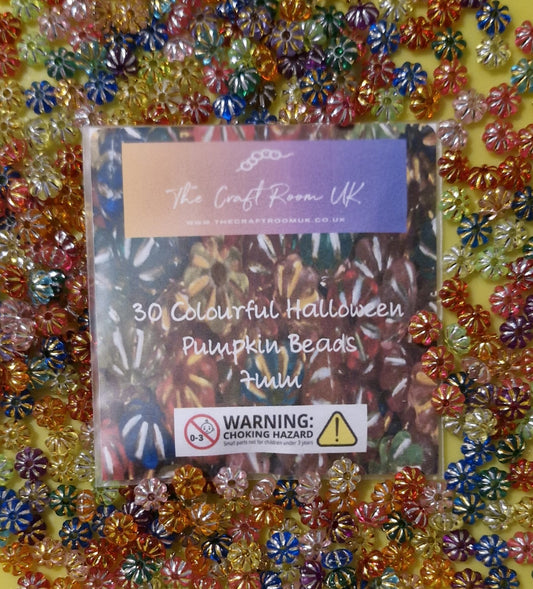 The Craft Room UK
WWW.THECRAFTROOMUK.CO.UK
30 Colourful Halloween
Pumpkin Beads
7mm
0-3
WARNING:
CHOKING HAZARD
Small parts not for children under 3 years